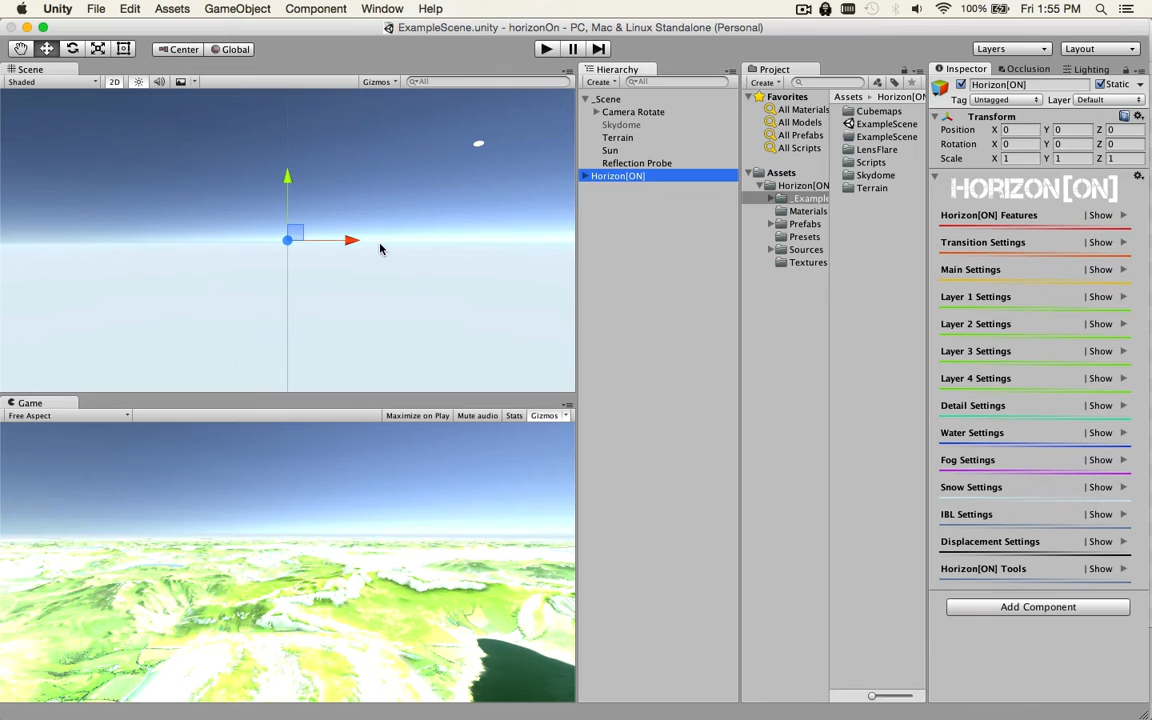 Unity File Edit Assets GameObject Component Window Help 100% Fri 1:55 PM
ExampleScene.unity - horizonOn - PC, Mac & Linux Standalone (Personal)
Center Global Layers Layout
Scene
Shaded 2D Gizmos All
Hierarchy
Create All
_Scene
Camera Rotate
Skydome
Terrain
Sun
Reflection Probe
Horizon[ON]
Project
Create
Favorites
All Materials
All Models
All Prefabs
All Scripts
Assets
Horizon[ON
_Example
Materials
Prefabs
Presets
Sources
Textures
Assets Horizon[ON
Cubemaps
ExampleScene
ExampleScene
LensFlare
Scripts
Skydome
Terrain
Inspector Occlusion Lighting
Horizon[ON] Static
Tag Untagged Layer Default
Transform
Position X 0 Y 0 Z 0
Rotation X 0 Y 0 Z 0
Scale X 1 Y 1 Z 1
HORIZON[ON]
Horizon[ON] Features | Show
Transition Settings | Show
Main Settings | Show
Layer 1 Settings | Show
Layer 2 Settings | Show
Layer 3 Settings | Show
Layer 4 Settings | Show
Detail Settings | Show
Water Settings | Show
Fog Settings | Show
Snow Settings | Show
IBL Settings | Show
Displacement Settings | Show
Horizon[ON] Tools | Show
Add Component
Game
Free Aspect Maximize on Play Mute audio Stats Gizmos